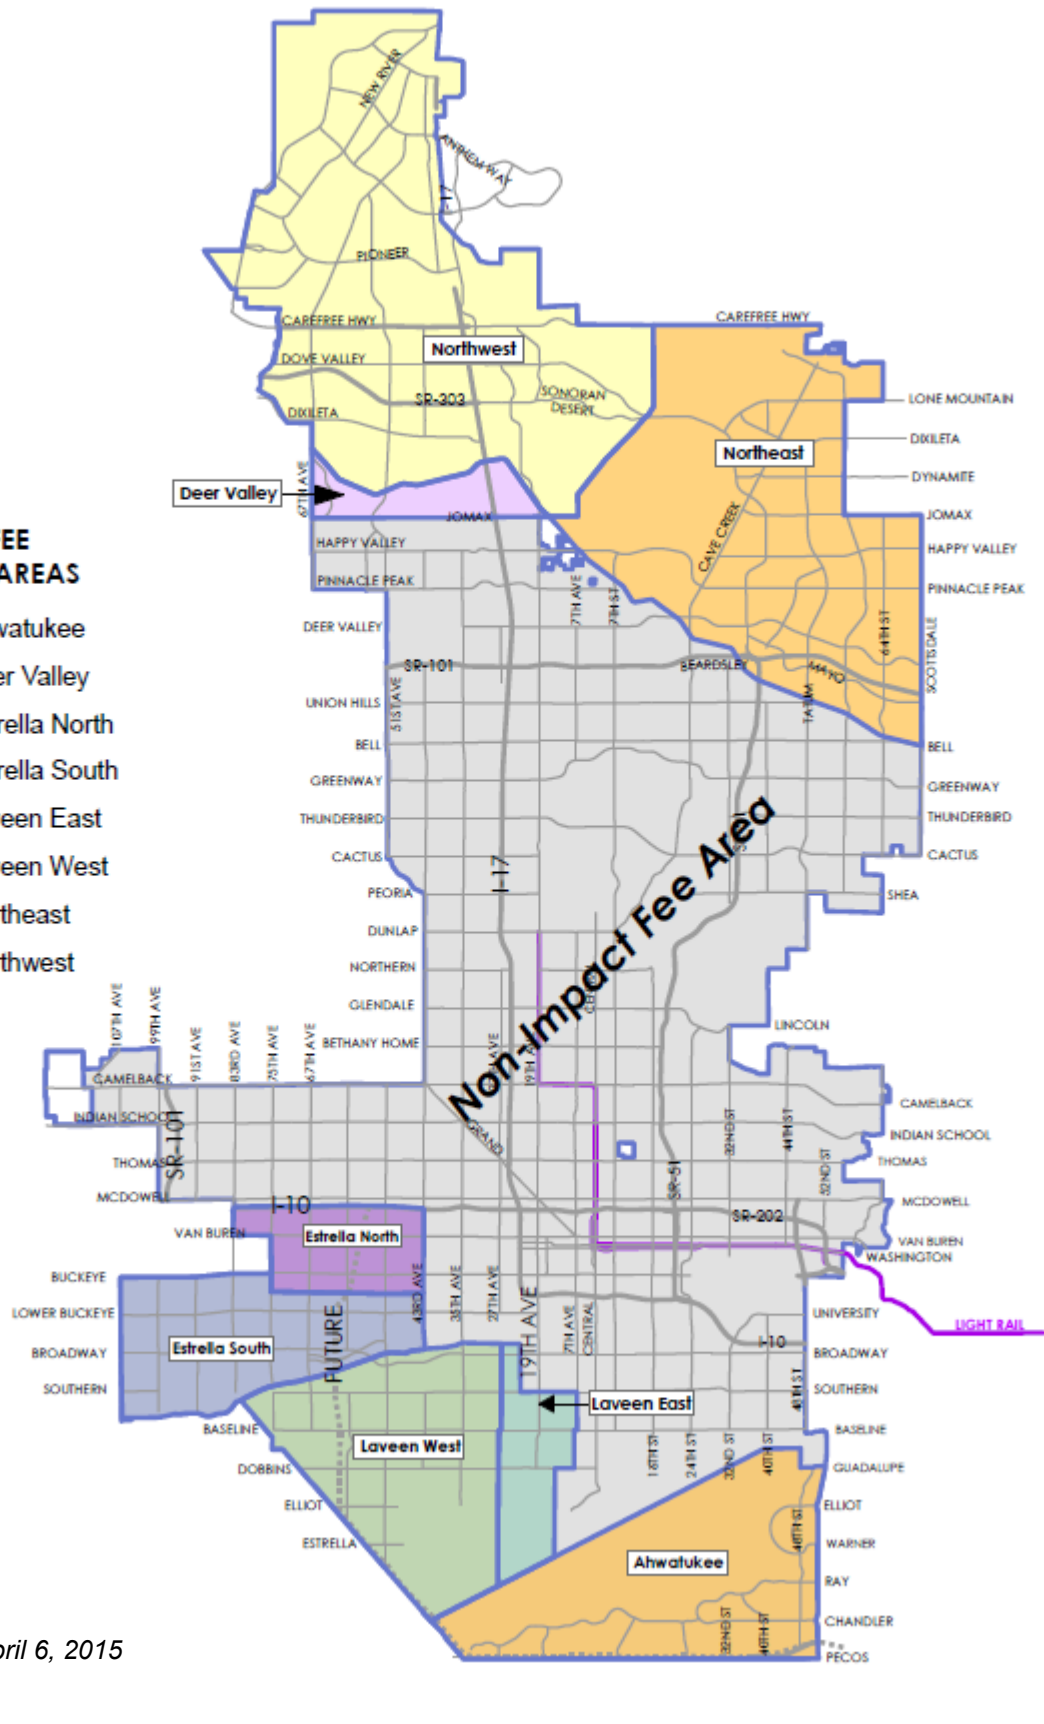 NEW RIVER
ANTHEM WAY
I-17
PIONEER
CAREFREE HWY
CAREFREE HWY
Northwest
DOVE VALLEY
SR-303
SONORAN
DESERT
DIXILETA
LONE MOUNTAIN
DIXILETA
Northeast
DYNAMITE
67TH AVE
Deer Valley
JOMAX
JOMAX
CAVE CREEK
EE
AREAS
HAPPY VALLEY
HAPPY VALLEY
PINNACLE PEAK
PINNACLE PEAK
7TH AVE
7TH ST
watukee
DEER VALLEY
64TH ST
SCOTTSDALE
er Valley
SR-101
BEARDSLEY
MAYO
51ST AVE
UNION HILLS
TATUM
rella North
BELL
BELL
rella South
GREENWAY
GREENWAY
een East
THUNDERBIRD
THUNDERBIRD
een West
CACTUS
CACTUS
I-17
Non-Impact Fee Area
PEORIA
SHEA
theast
DUNLAP
thwest
NORTHERN
GLENDALE
107TH AVE
99TH AVE
91ST AVE
83RD AVE
75TH AVE
67TH AVE
BETHANY HOME
19TH AVE
LINCOLN
CAMELBACK
CAMELBACK
INDIAN SCHOOL
INDIAN SCHOOL
GRAND
32ND ST
44TH ST
52ND ST
SR-101
THOMAS
THOMAS
SR-51
MCDOWELL
MCDOWELL
I-10
SR-202
VAN BUREN
Estrella North
VAN BUREN
WASHINGTON
BUCKEYE
43RD AVE
35TH AVE
27TH AVE
19TH AVE
7TH AVE
CENTRAL
LOWER BUCKEYE
UNIVERSITY
LIGHT RAIL
FUTURE
Estrella South
I-10
BROADWAY
BROADWAY
SOUTHERN
48TH ST
SOUTHERN
Laveen East
BASELINE
BASELINE
Laveen West
16TH ST
24TH ST
32ND ST
40TH ST
DOBBINS
GUADALUPE
ELLIOT
ELLIOT
48TH ST
ESTRELLA
WARNER
Ahwatukee
RAY
32ND ST
40TH ST
CHANDLER
pril 6, 2015
PECOS